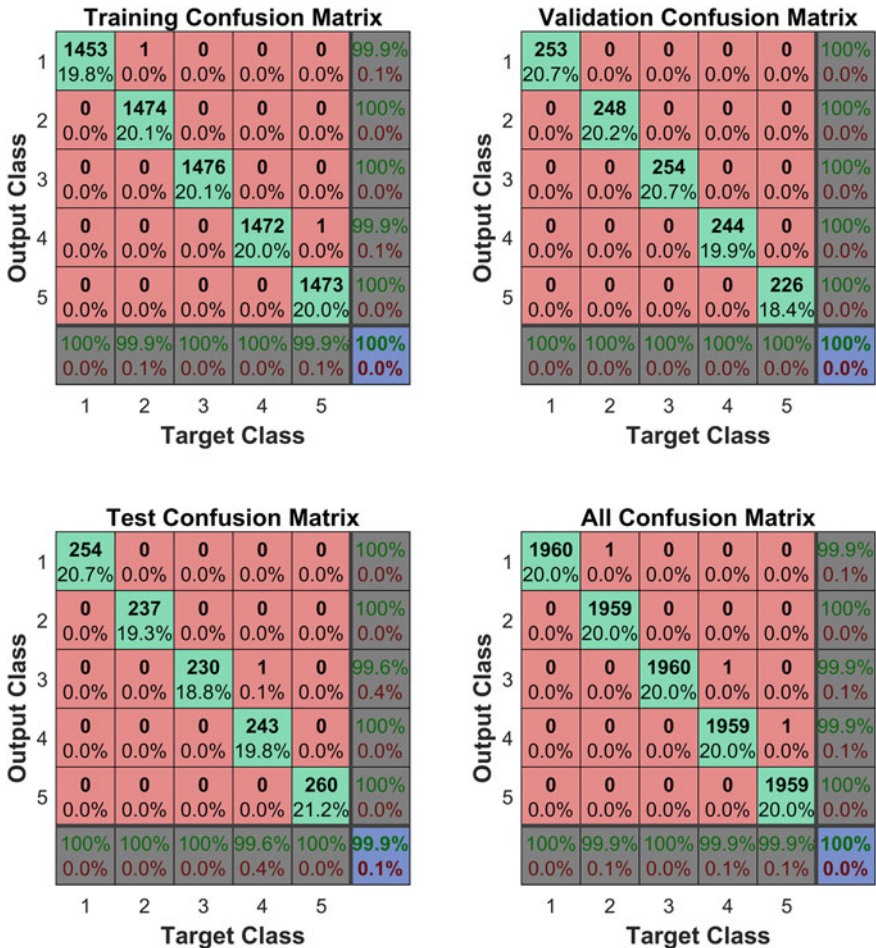 Training Confusion Matrix
Output Class
1 1453 1 0 0 0 99.9%
19.8% 0.0% 0.0% 0.0% 0.0% 0.1%
2 0 1474 0 0 0 100%
0.0% 20.1% 0.0% 0.0% 0.0% 0.0%
3 0 0 1476 0 0 100%
0.0% 0.0% 20.1% 0.0% 0.0% 0.0%
4 0 0 0 1472 1 99.9%
0.0% 0.0% 0.0% 20.0% 0.0% 0.1%
5 0 0 0 0 1473 100%
0.0% 0.0% 0.0% 0.0% 20.0% 0.0%
100% 99.9% 100% 100% 99.9% 100%
0.0% 0.1% 0.0% 0.0% 0.1% 0.0%
1 2 3 4 5
Target Class
Validation Confusion Matrix
Output Class
1 253 0 0 0 0 100%
20.7% 0.0% 0.0% 0.0% 0.0% 0.0%
2 0 248 0 0 0 100%
0.0% 20.2% 0.0% 0.0% 0.0% 0.0%
3 0 0 254 0 0 100%
0.0% 0.0% 20.7% 0.0% 0.0% 0.0%
4 0 0 0 244 0 100%
0.0% 0.0% 0.0% 19.9% 0.0% 0.0%
5 0 0 0 0 226 100%
0.0% 0.0% 0.0% 0.0% 18.4% 0.0%
100% 100% 100% 100% 100% 100%
0.0% 0.0% 0.0% 0.0% 0.0% 0.0%
1 2 3 4 5
Target Class
Test Confusion Matrix
Output Class
1 254 0 0 0 0 100%
20.7% 0.0% 0.0% 0.0% 0.0% 0.0%
2 0 237 0 0 0 100%
0.0% 19.3% 0.0% 0.0% 0.0% 0.0%
3 0 0 230 1 0 99.6%
0.0% 0.0% 18.8% 0.1% 0.0% 0.4%
4 0 0 0 243 0 100%
0.0% 0.0% 0.0% 19.8% 0.0% 0.0%
5 0 0 0 0 260 100%
0.0% 0.0% 0.0% 0.0% 21.2% 0.0%
100% 100% 100% 99.6% 100% 99.9%
0.0% 0.0% 0.0% 0.4% 0.0% 0.1%
1 2 3 4 5
Target Class
All Confusion Matrix
Output Class
1 1960 1 0 0 0 99.9%
20.0% 0.0% 0.0% 0.0% 0.0% 0.1%
2 0 1959 0 0 0 100%
0.0% 20.0% 0.0% 0.0% 0.0% 0.0%
3 0 0 1960 1 0 99.9%
0.0% 0.0% 20.0% 0.0% 0.0% 0.1%
4 0 0 0 1959 1 99.9%
0.0% 0.0% 0.0% 20.0% 0.0% 0.1%
5 0 0 0 0 1959 100%
0.0% 0.0% 0.0% 0.0% 20.0% 0.0%
100% 99.9% 100% 99.9% 99.9% 100%
0.0% 0.1% 0.0% 0.1% 0.1% 0.0%
1 2 3 4 5
Target Class